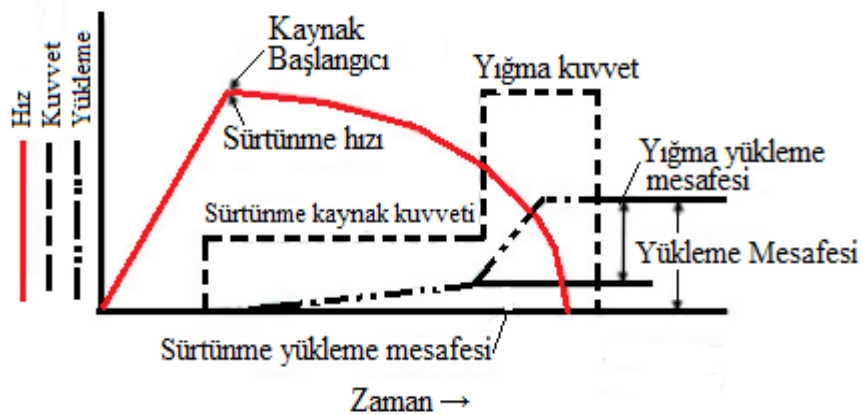 Hız
Kuvvet
Yükleme
Kaynak
Başlangıcı
Sürtünme hızı
Yığma kuvvet
Yığma yükleme
mesafesi
Sürtünme kaynak kuvveti
Yükleme Mesafesi
Sürtünme yükleme mesafesi
Zaman →